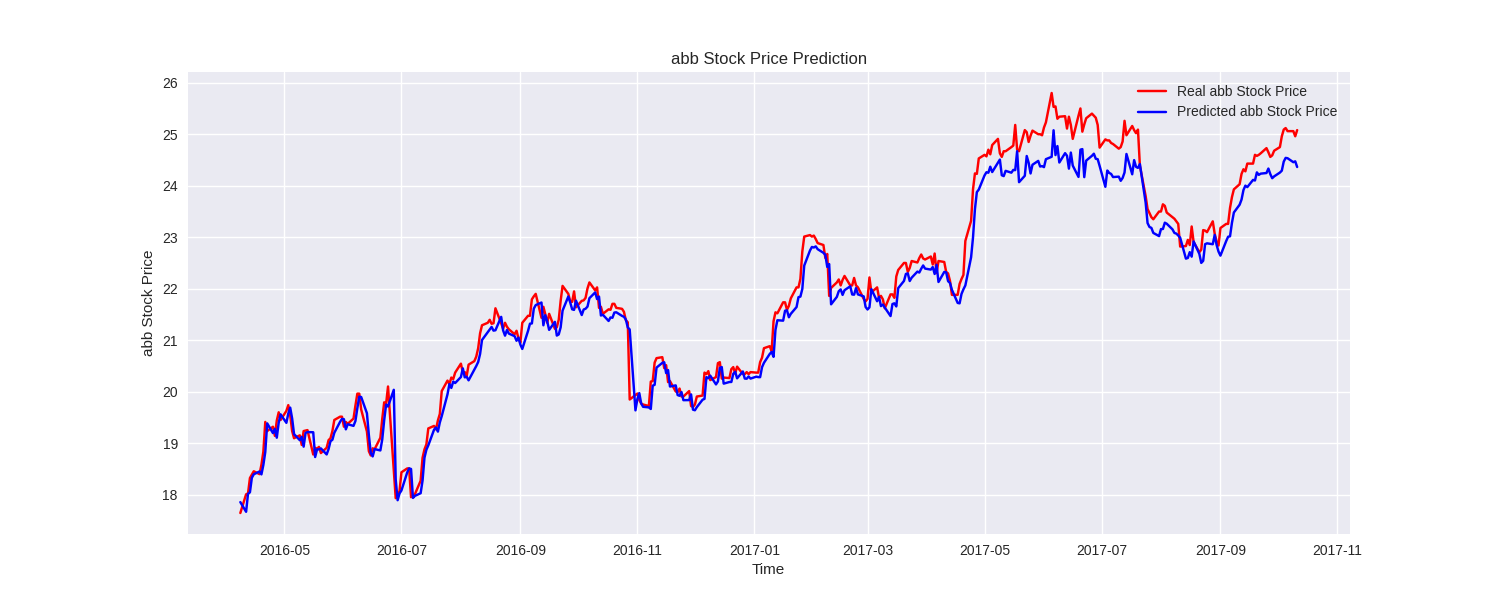 abb Stock Price Prediction
Real abb Stock Price
Predicted abb Stock Price
abb Stock Price
26
25
24
23
22
21
20
19
18
2016-05 2016-07 2016-09 2016-11 2017-01 2017-03 2017-05 2017-07 2017-09 2017-11
Time